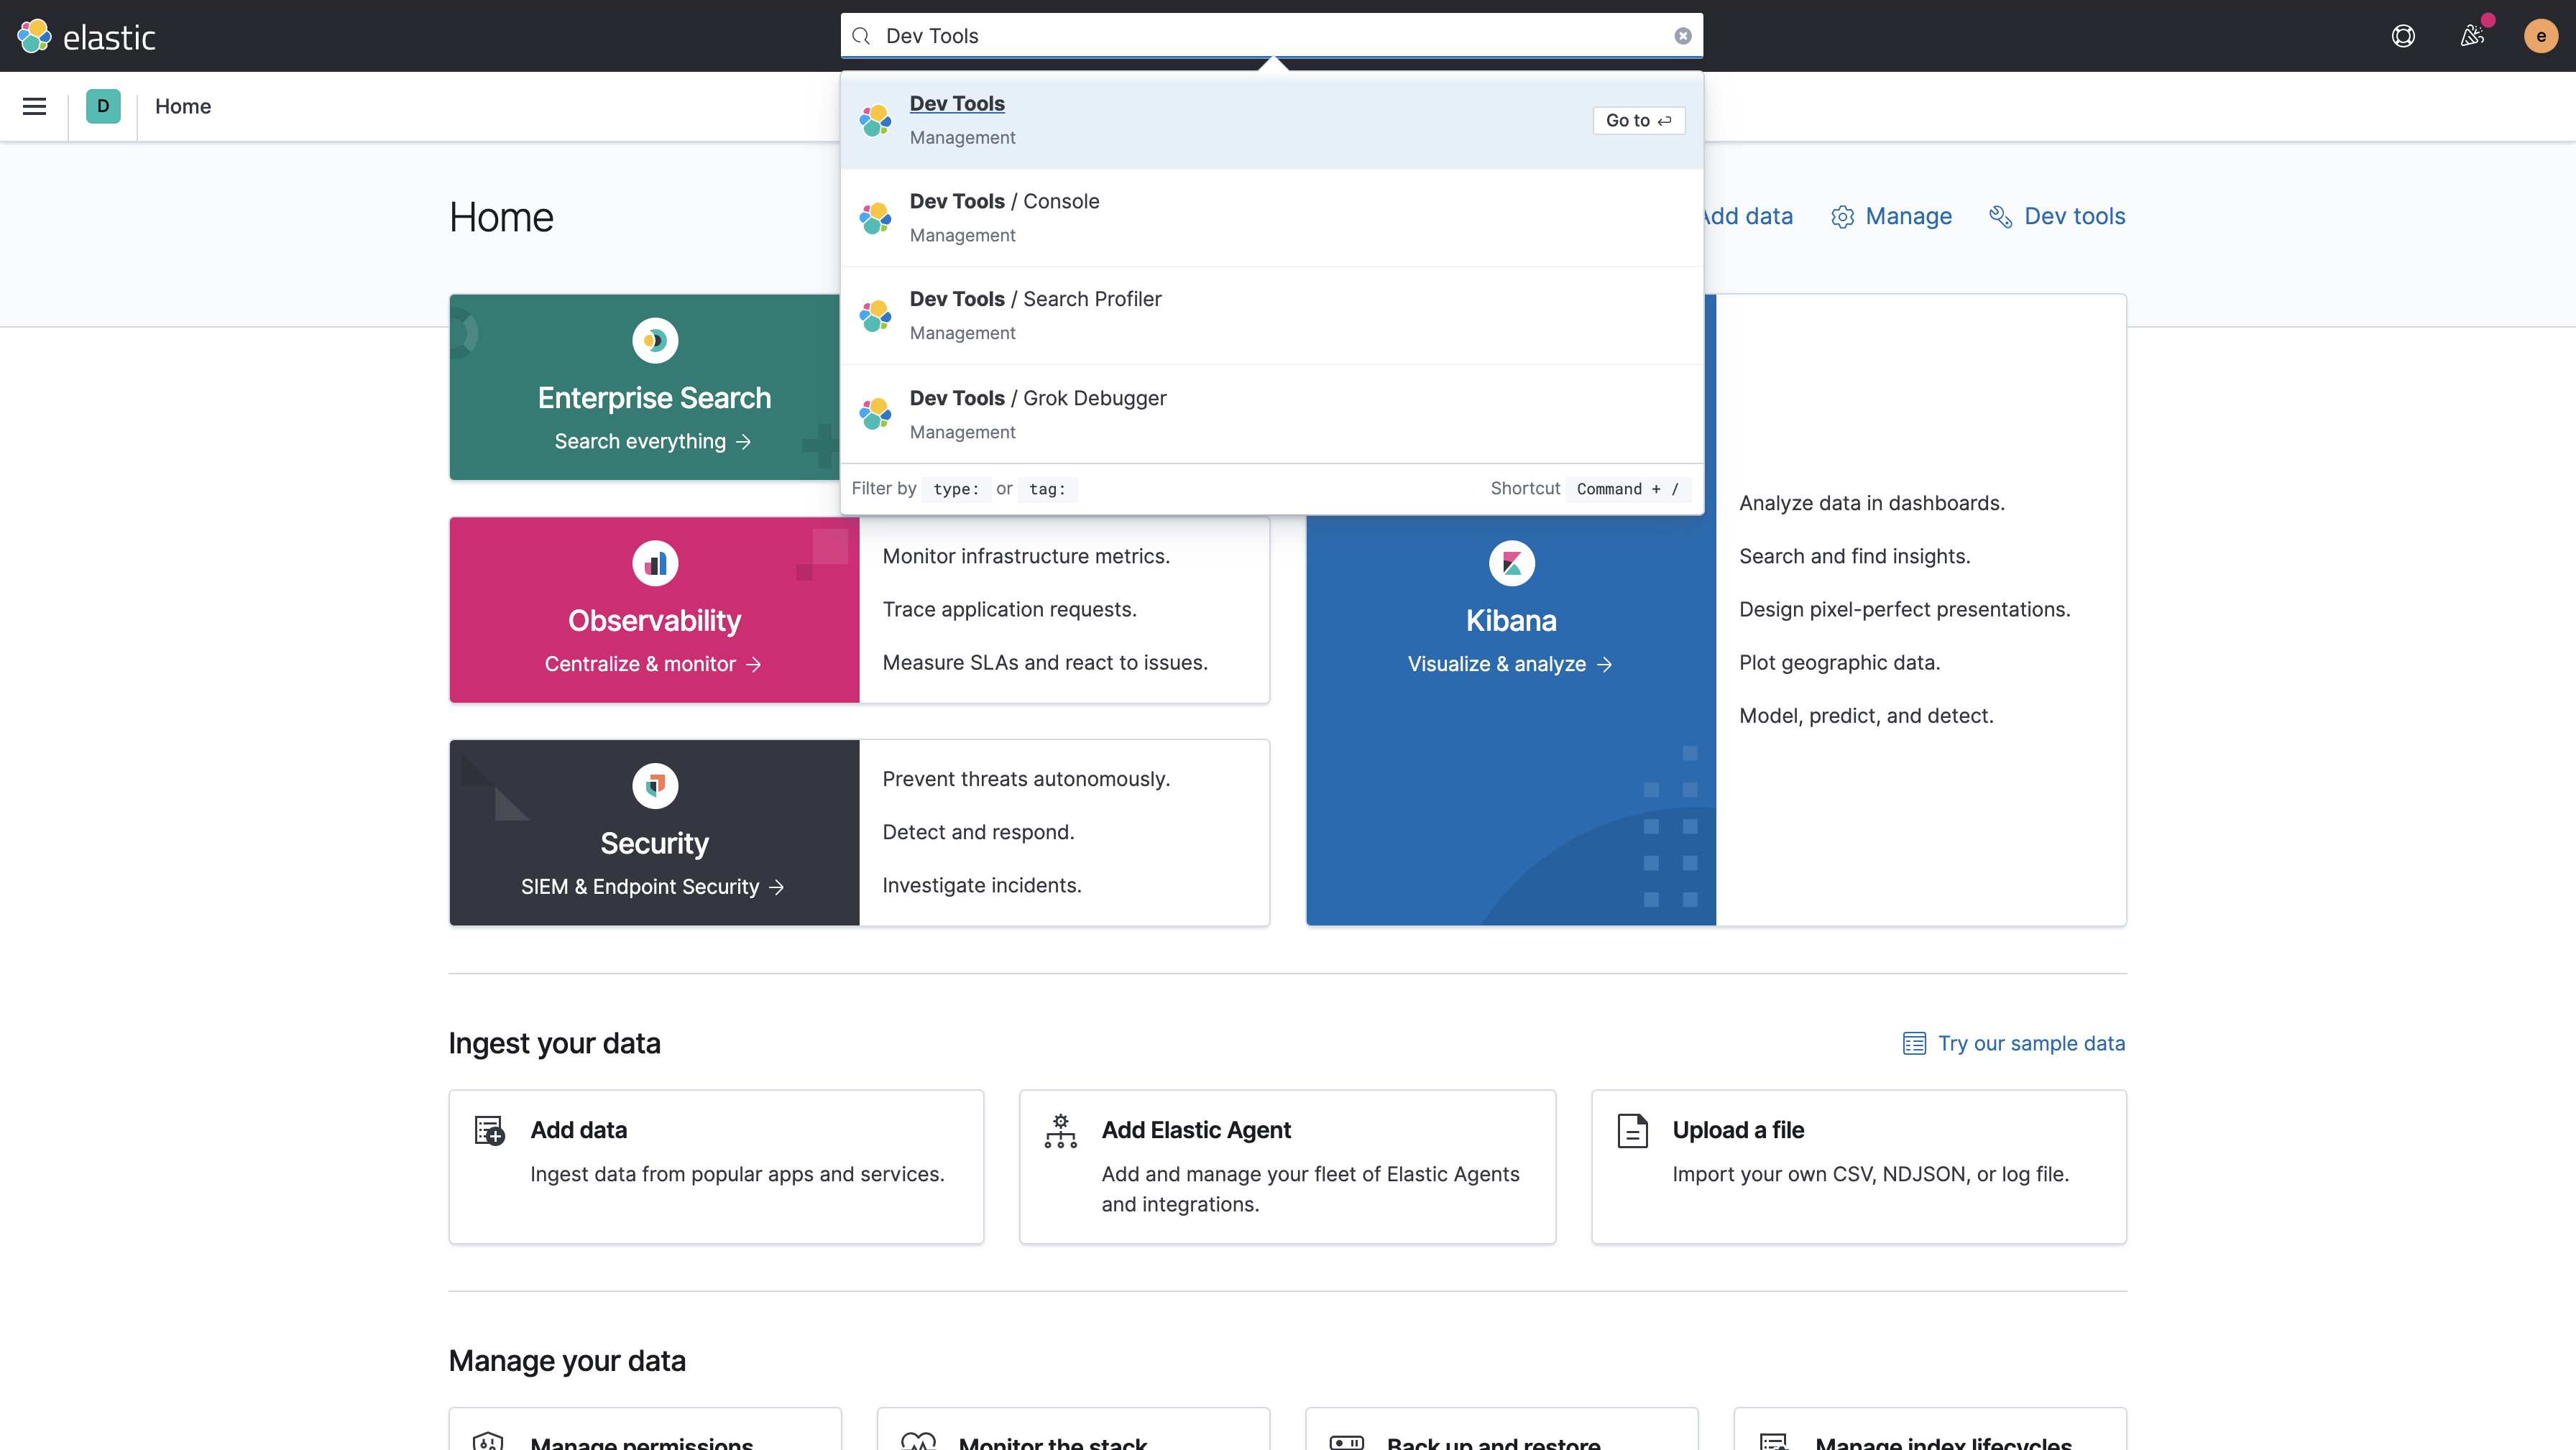 elastic
Dev Tools
e
D
Home
Dev Tools
Management
Go to
Dev Tools / Console
Management
Dev Tools / Search Profiler
Management
Dev Tools / Grok Debugger
Management
Filter by type: or tag:
Shortcut Command + /
Home
Add data
Manage
Dev tools
Enterprise Search
Search everything →
Observability
Centralize & monitor →
Monitor infrastructure metrics.
Trace application requests.
Measure SLAs and react to issues.
Security
SIEM & Endpoint Security →
Prevent threats autonomously.
Detect and respond.
Investigate incidents.
Kibana
Visualize & analyze →
Analyze data in dashboards.
Search and find insights.
Design pixel-perfect presentations.
Plot geographic data.
Model, predict, and detect.
Ingest your data
Try our sample data
Add data
Ingest data from popular apps and services.
Add Elastic Agent
Add and manage your fleet of Elastic Agents
and integrations.
Upload a file
Import your own CSV, NDJSON, or log file.
Manage your data
Manage permissions
Monitor the stack
Back up and restore
Manage index lifecycles